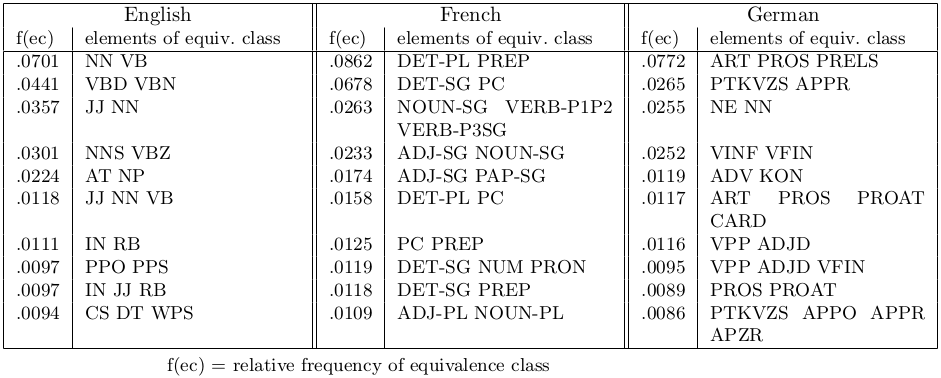 English French German
f(ec) elements of equiv. class f(ec) elements of equiv. class f(ec) elements of equiv. class
.0701 NN VB .0862 DET-PL PREP .0772 ART PROS PRELS
.0441 VBD VBN .0678 DET-SG PC .0265 PTKVZS APPR
.0357 JJ NN .0263 NOUN-SG VERB-P1P2 .0255 NE NN
VERB-P3SG
.0301 NNS VBZ .0233 ADJ-SG NOUN-SG .0252 VINF VFIN
.0224 AT NP .0174 ADJ-SG PAP-SG .0119 ADV KON
.0118 JJ NN VB .0158 DET-PL PC .0117 ART PROS PROAT
CARD
.0111 IN RB .0125 PC PREP .0116 VPP ADJD
.0097 PPO PPS .0119 DET-SG NUM PRON .0095 VPP ADJD VFIN
.0097 IN JJ RB .0118 DET-SG PREP .0089 PROS PROAT
.0094 CS DT WPS .0109 ADJ-PL NOUN-PL .0086 PTKVZS APPO APPR
APZR
f(ec) = relative frequency of equivalence class